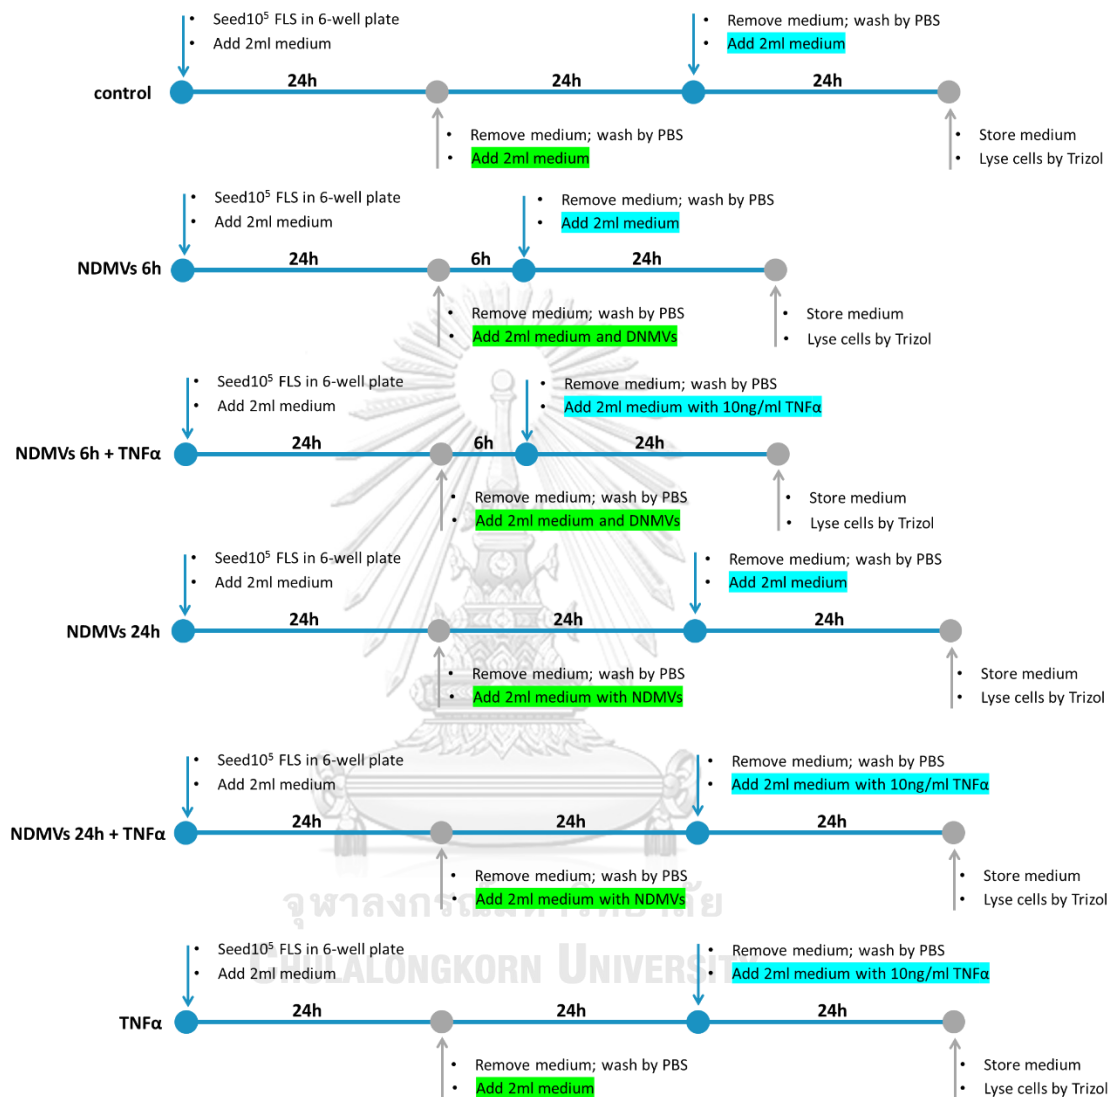 • Seed10⁵ FLS in 6-well plate
• Add 2ml medium
• Remove medium; wash by PBS
• Add 2ml medium
control
24h
24h
24h
• Remove medium; wash by PBS
• Add 2ml medium
• Store medium
• Lyse cells by Trizol
• Seed10⁵ FLS in 6-well plate
• Add 2ml medium
• Remove medium; wash by PBS
• Add 2ml medium
NDMVs 6h
24h
6h
24h
• Remove medium; wash by PBS
• Add 2ml medium and DNMVs
• Store medium
• Lyse cells by Trizol
• Seed10⁵ FLS in 6-well plate
• Add 2ml medium
• Remove medium; wash by PBS
• Add 2ml medium with 10ng/ml TNFα
NDMVs 6h + TNFα
24h
6h
24h
• Remove medium; wash by PBS
• Add 2ml medium and DNMVs
• Store medium
• Lyse cells by Trizol
• Seed10⁵ FLS in 6-well plate
• Add 2ml medium
• Remove medium; wash by PBS
• Add 2ml medium
NDMVs 24h
24h
24h
24h
• Remove medium; wash by PBS
• Add 2ml medium with NDMVs
• Store medium
• Lyse cells by Trizol
• Seed10⁵ FLS in 6-well plate
• Add 2ml medium
• Remove medium; wash by PBS
• Add 2ml medium with 10ng/ml TNFα
NDMVs 24h + TNFα
24h
24h
24h
• Remove medium; wash by PBS
• Add 2ml medium with NDMVs
• Store medium
• Lyse cells by Trizol
จุฬาลงกรณ์มหาวิทยาลัย
CHULALONGKORN UNIVERSITY
• Seed10⁵ FLS in 6-well plate
• Add 2ml medium
• Remove medium; wash by PBS
• Add 2ml medium with 10ng/ml TNFα
TNFα
24h
24h
24h
• Remove medium; wash by PBS
• Add 2ml medium
• Store medium
• Lyse cells by Trizol